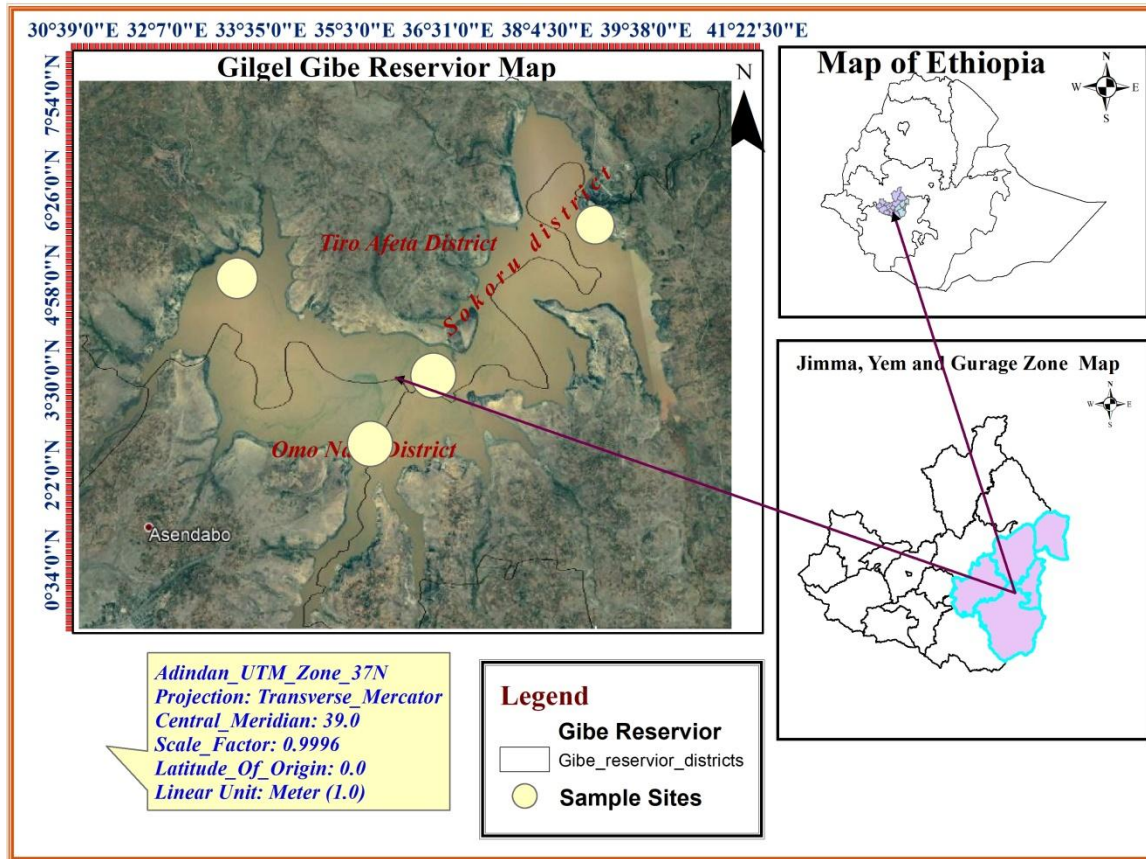 30°39'0"E 32°7'0"E 33°35'0"E 35°3'0"E 36°31'0"E 38°4'30"E 39°38'0"E 41°22'30"E
Gilgel Gibe Reservior Map
N
7°54'0"N
6°26'0"N
4°58'0"N
3°30'0"N
2°2'0"N
0°34'0"N
Tiro Afeta District
Sokoru district
Omo Na District
Asendabo
Map of Ethiopia
N
W E
S
Jimma, Yem and Gurage Zone Map
N
W E
S
Adindan_UTM_Zone_37N
Projection: Transverse_Mercator
Central_Meridian: 39.0
Scale_Factor: 0.9996
Latitude_Of_Origin: 0.0
Linear Unit: Meter (1.0)
Legend
Gibe Reservior
Gibe_reservior_districts
Sample Sites